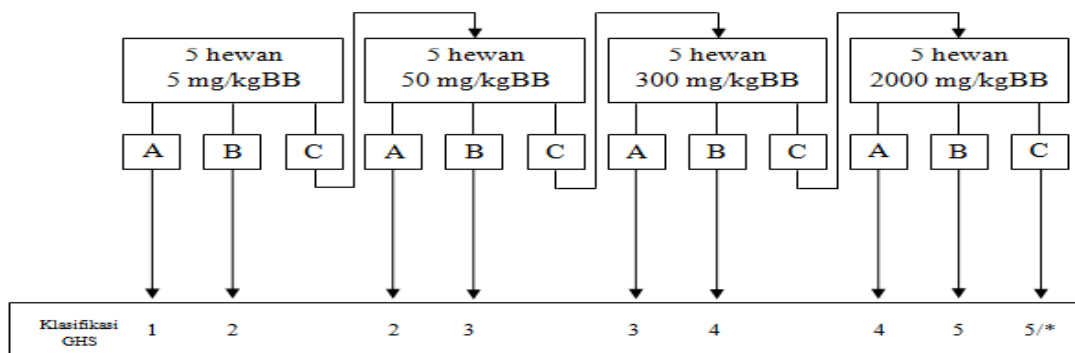 5 hewan
5 mg/kgBB
5 hewan
50 mg/kgBB
5 hewan
300 mg/kgBB
5 hewan
2000 mg/kgBB
A B C A B C A B C A B C
Klasifikasi
GHS
1 2 2 3 3 4 4 5 5/*